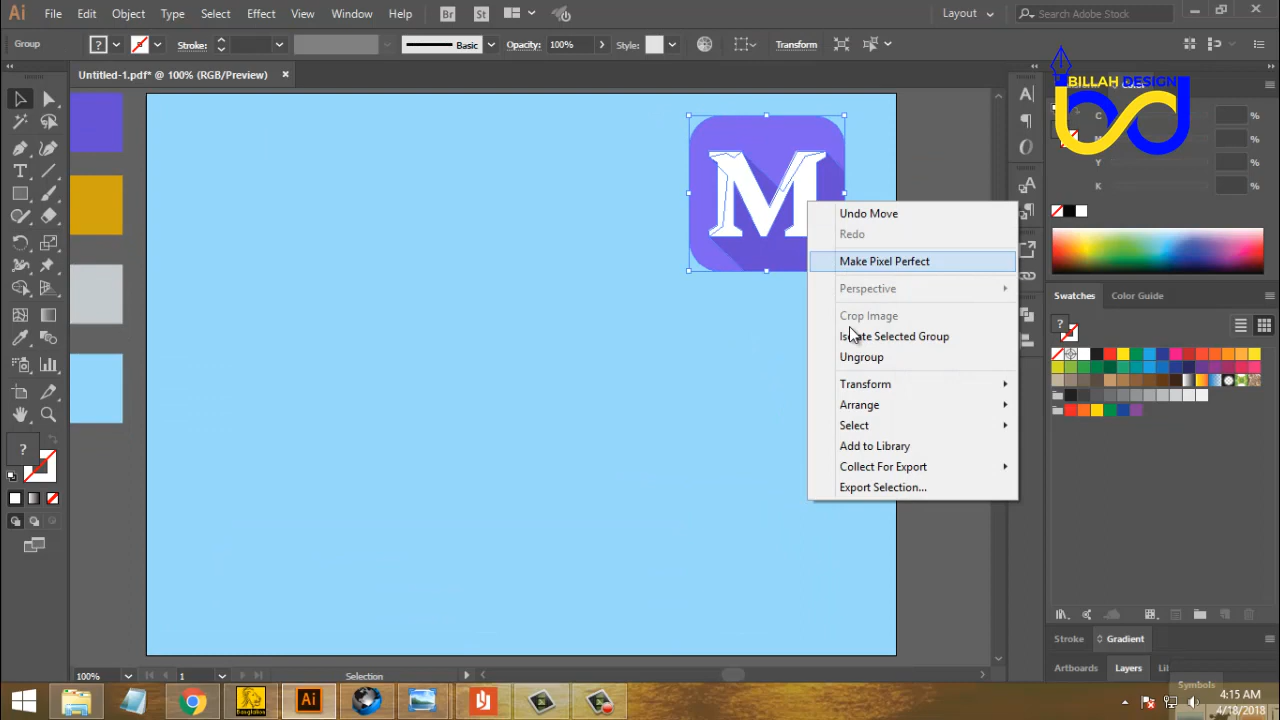 Ai File Edit Object Type Select Effect View Window Help Br St Layout Search Adobe Stock
Group ? Stroke: Basic Opacity: 100% Style: Transform
Untitled-1.pdf* @ 100% (RGB/Preview)
BILLAH DESIGN
Color
C %
M %
Y %
K %
M
Undo Move
Redo
Make Pixel Perfect
Perspective
Crop Image
Isolate Selected Group
Ungroup
Transform
Arrange
Select
Add to Library
Collect For Export
Export Selection...
Swatches Color Guide
?
Stroke Gradient
Artboards Layers Lib
Symbols
100% 1 Selection
Ai
4:15 AM
4/18/2018